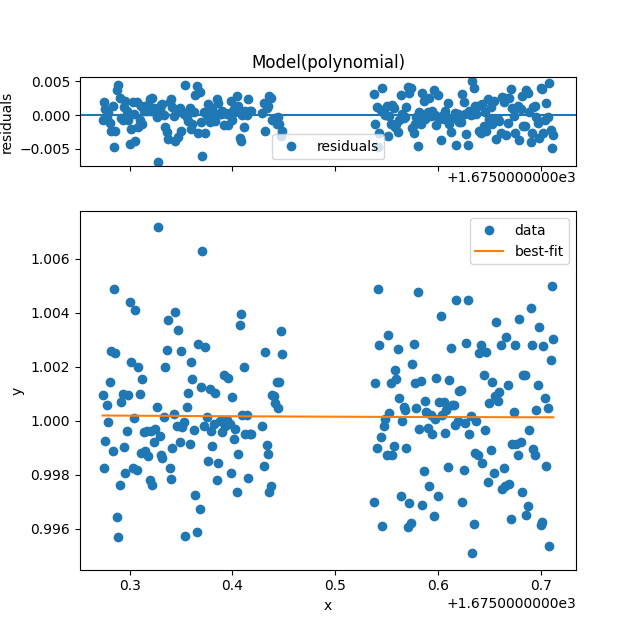 Model(polynomial)
0.005
0.000
−0.005
residuals
residuals
+1.6750000000e3
1.006
1.004
1.002
1.000
0.998
0.996
y
data
best-fit
0.3 0.4 0.5 0.6 0.7
x
+1.6750000000e3